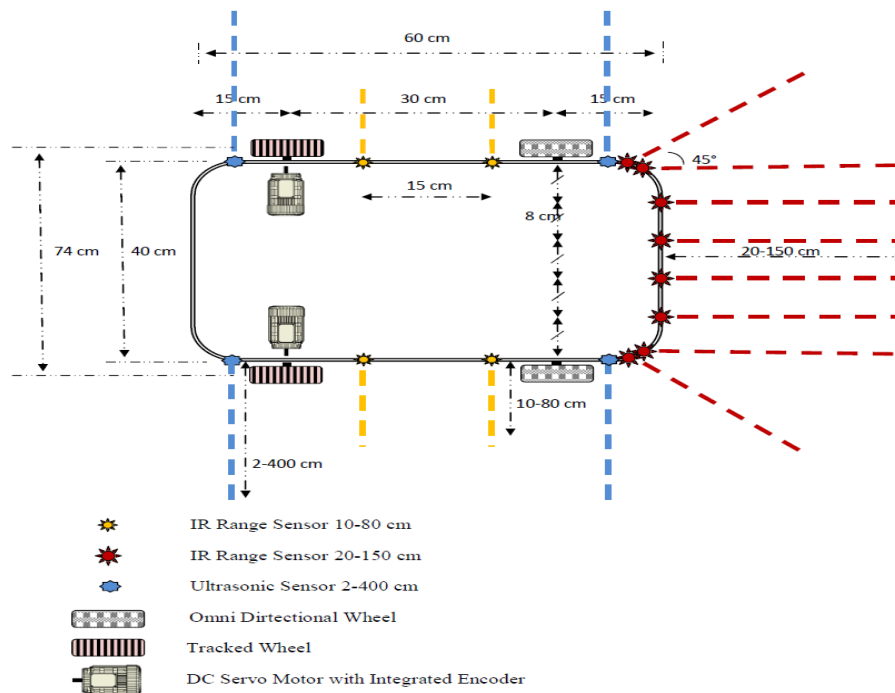 60 cm
15 cm
30 cm
15 cm
45°
15 cm
8 cm
74 cm
40 cm
20-150 cm
10-80 cm
2-400 cm
IR Range Sensor 10-80 cm
IR Range Sensor 20-150 cm
Ultrasonic Sensor 2-400 cm
Omni Dirtectional Wheel
Tracked Wheel
DC Servo Motor with Integrated Encoder